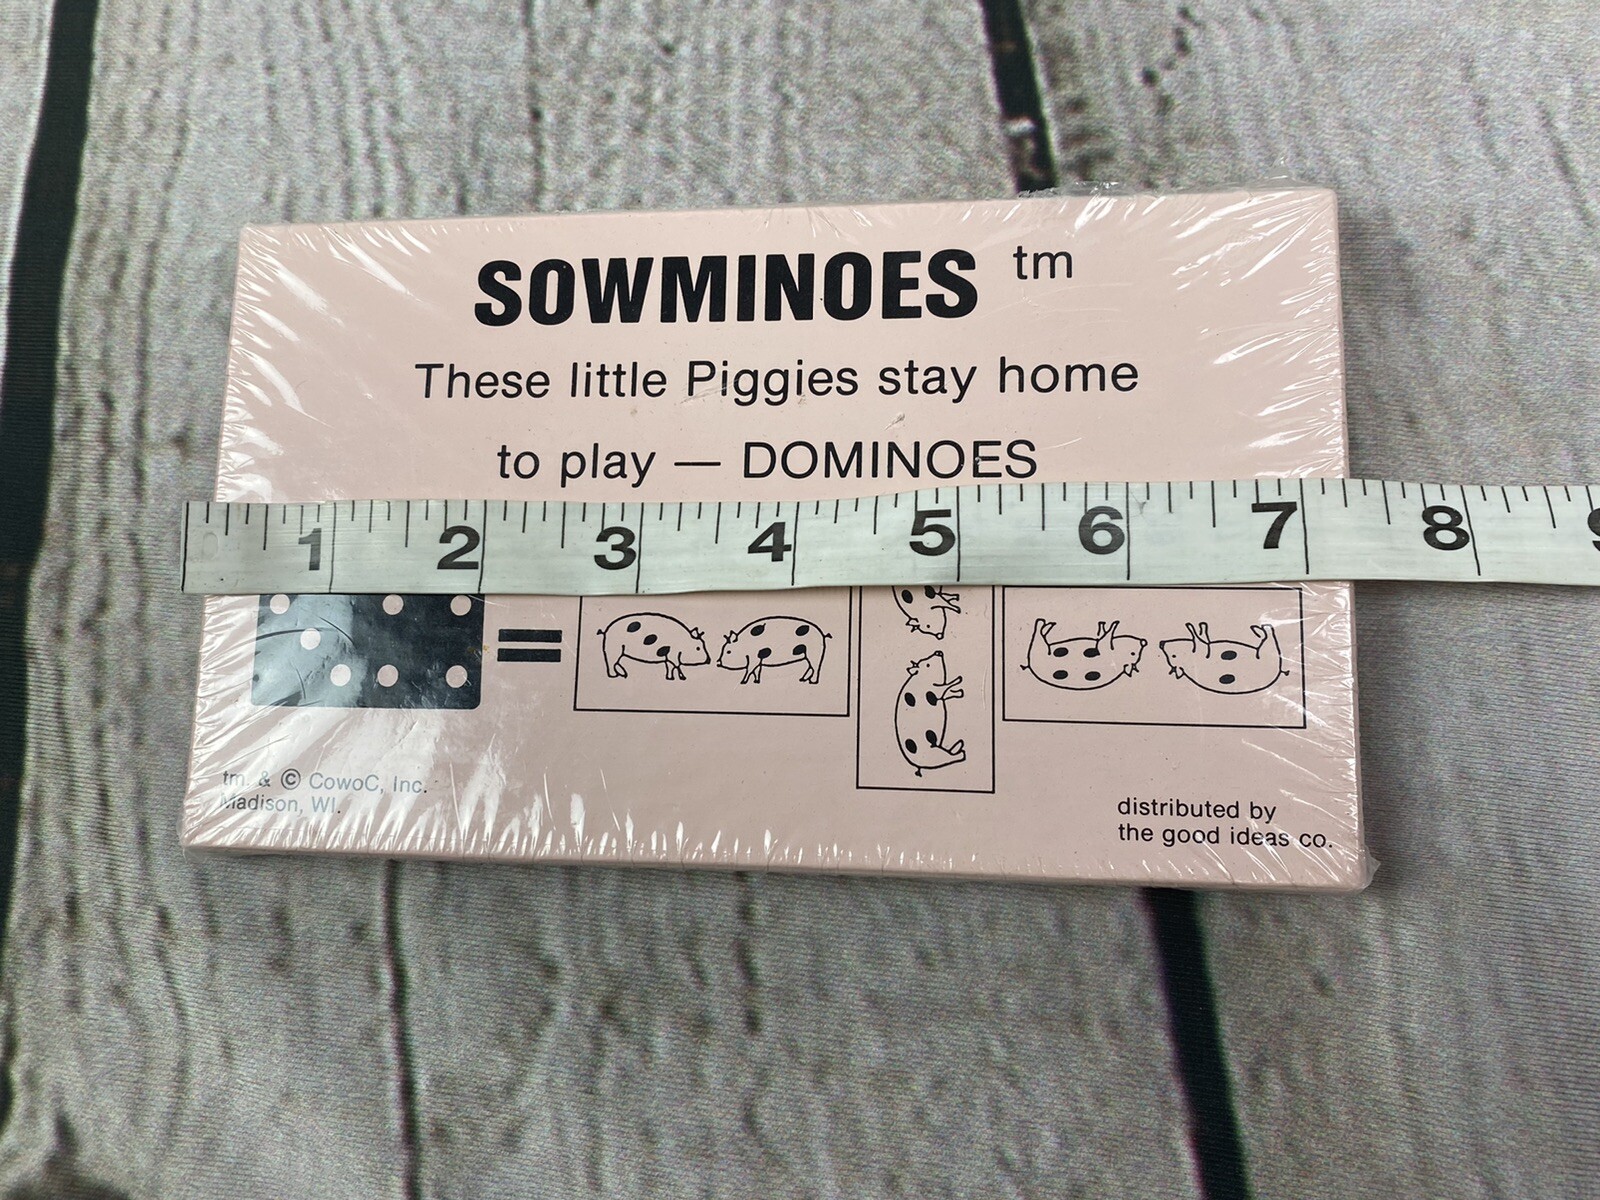 SOWMINOES tm
These little Piggies stay home
to play — DOMINOES
1 2 3 4 5 6 7 8 9
=
tm. & © CowoC, Inc.
Madison, WI.
distributed by
the good ideas co.